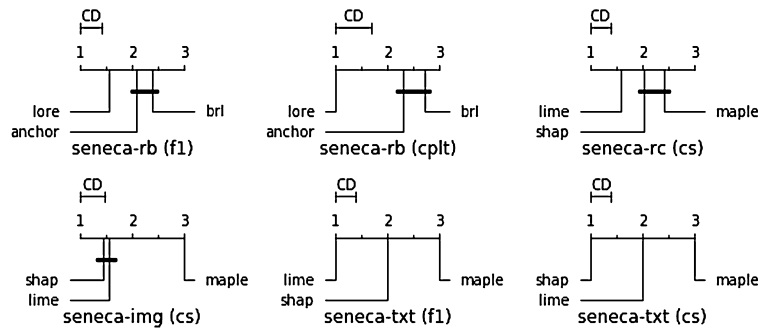 CD
1 2 3
lore brl
anchor
seneca-rb (f1)
CD
1 2 3
lore brl
anchor
seneca-rb (cplt)
CD
1 2 3
lime maple
shap
seneca-rc (cs)
CD
1 2 3
shap maple
lime
seneca-img (cs)
CD
1 2 3
lime maple
shap
seneca-txt (f1)
CD
1 2 3
shap maple
lime
seneca-txt (cs)